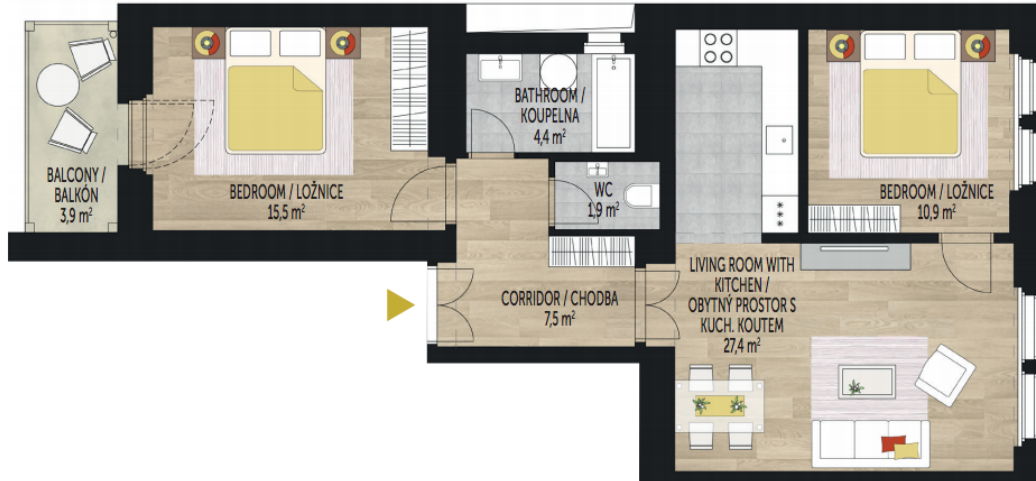 BALCONY /
BALKÓN
3,9 m²
BEDROOM / LOŽNICE
15,5 m²
BATHROOM /
KOUPELNA
4,4 m²
WC
1,9 m²
CORRIDOR / CHODBA
7,5 m²
LIVING ROOM WITH
KITCHEN /
OBYTNÝ PROSTOR S
KUCH. KOUTEM
27,4 m²
BEDROOM / LOŽNICE
10,9 m²